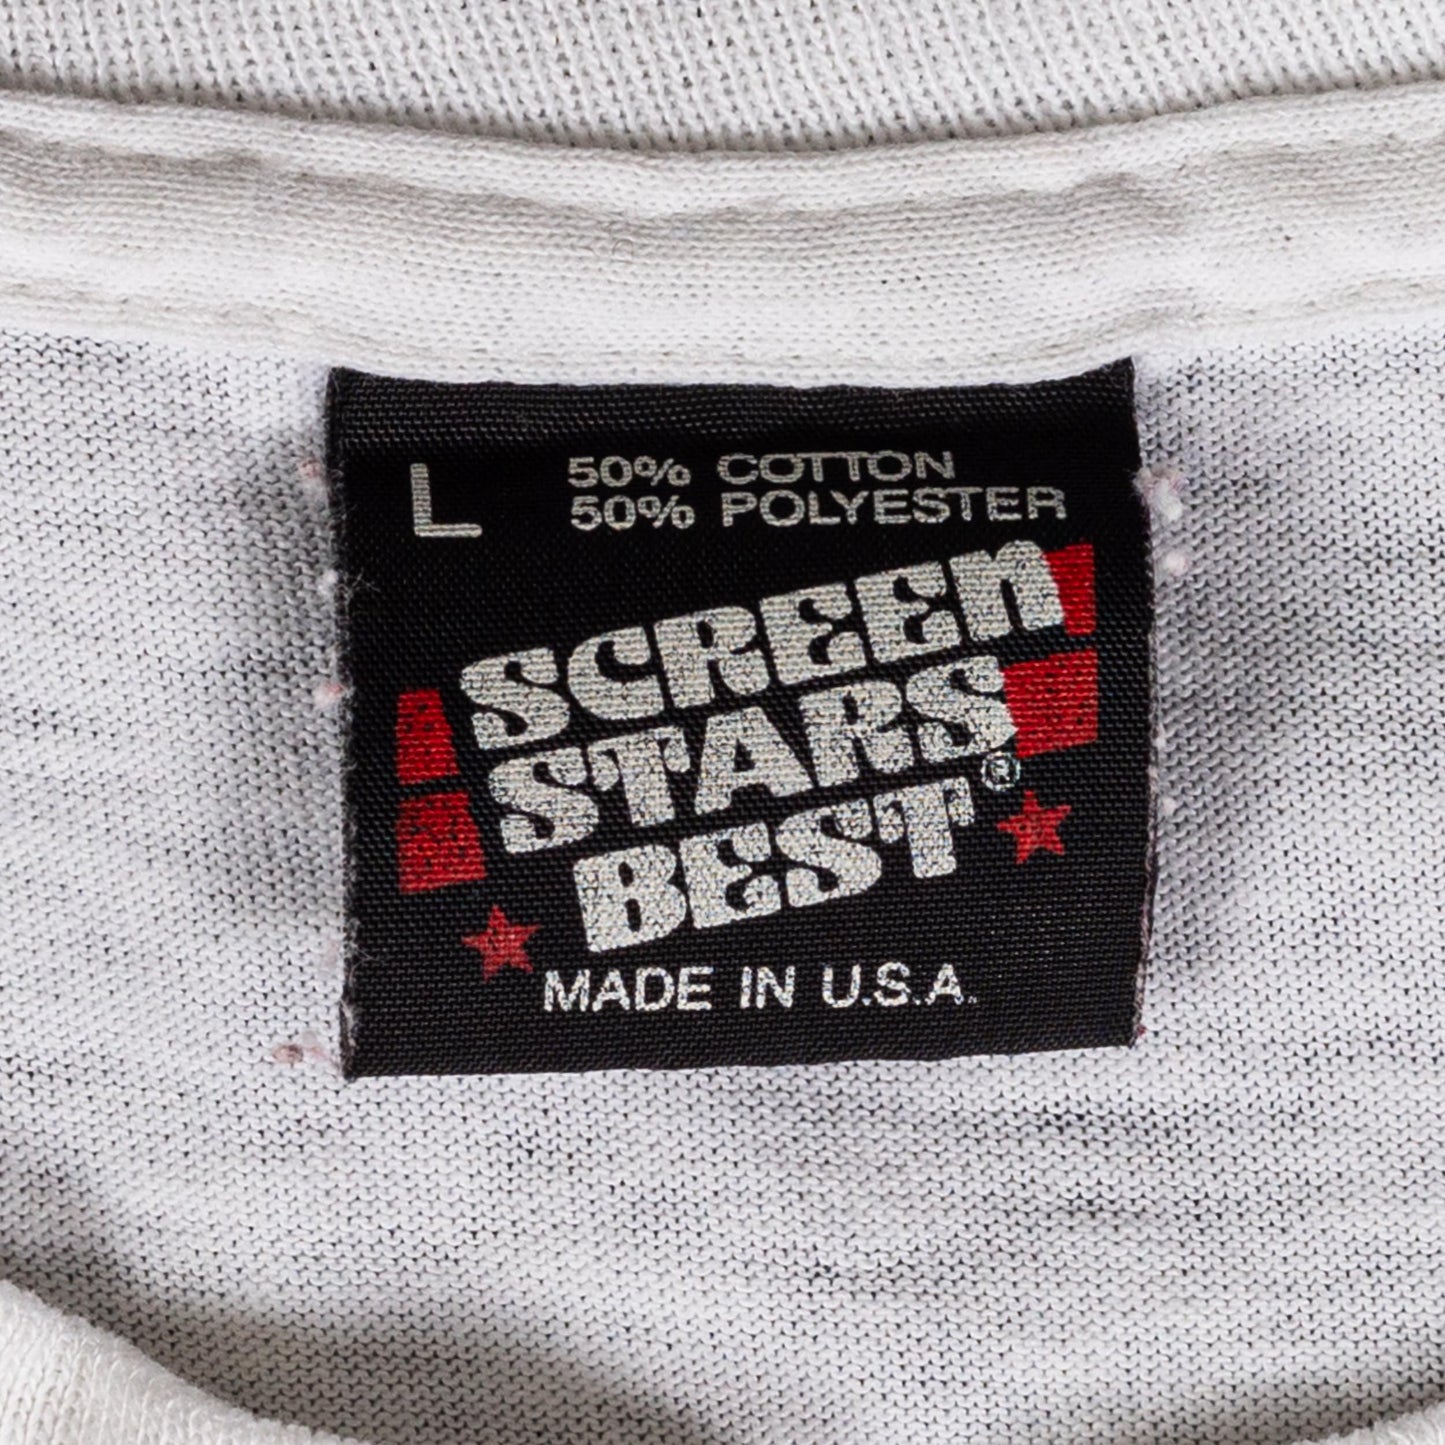 L
50% COTTON
50% POLYESTER
SCREEN
STARS
BEST®
MADE IN U.S.A.